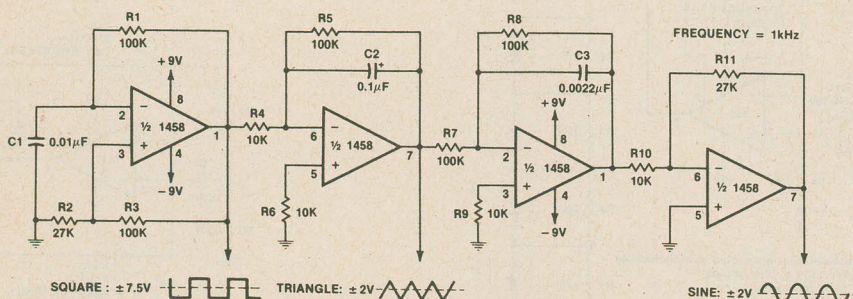 R1
100K
R5
100K
R8
100K
FREQUENCY = 1kHz
C2
+
0.1μF
C3
0.0022μF
R11
27K
+9V
8
−
2
½ 1458
1
3
+
4
−9V
C1
0.01μF
R4
10K
6
−
½ 1458
7
5
+
R7
100K
+9V
8
2
−
½ 1458
1
3
+
4
−9V
R10
10K
6
−
½ 1458
7
5
+
R2
27K
R3
100K
R6
10K
R9
10K
SQUARE: ±7.5V
TRIANGLE: ±2V
SINE: ±2V